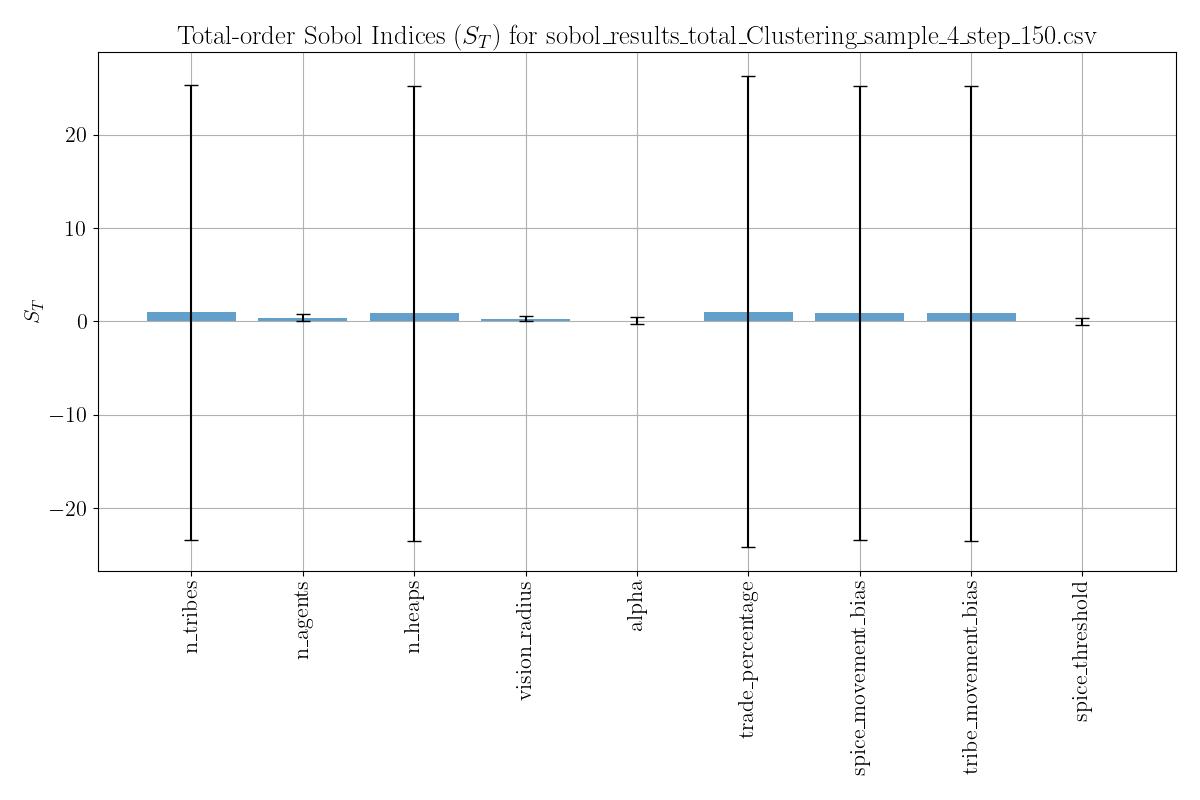 Total-order Sobol Indices (S_T) for sobol_results_total_Clustering_sample_4_step_150.csv
20
10
0
−10
−20
S_T
n_tribes
n_agents
n_heaps
vision_radius
alpha
trade_percentage
spice_movement_bias
tribe_movement_bias
spice_threshold